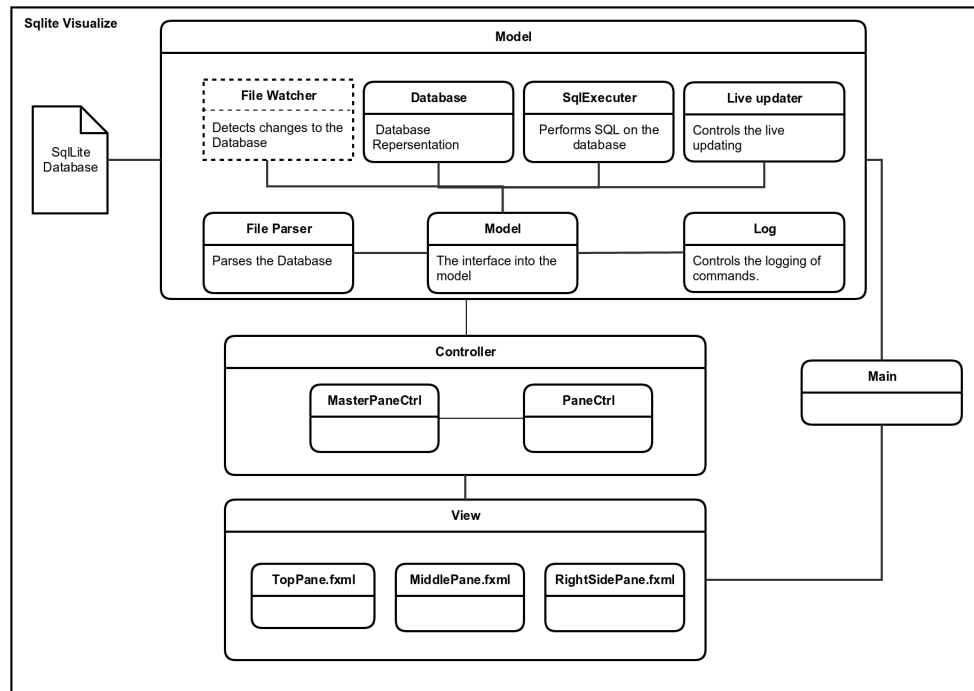 Sqlite Visualize
Model
File Watcher
Detects changes to the
Database
Database
Database
Repersentation
SqlExecuter
Performs SQL on the
database
Live updater
Controls the live
updating
SqlLite
Database
File Parser
Parses the Database
Model
The interface into the
model
Log
Controls the logging of
commands.
Controller
MasterPaneCtrl
PaneCtrl
Main
View
TopPane.fxml
MiddlePane.fxml
RightSidePane.fxml